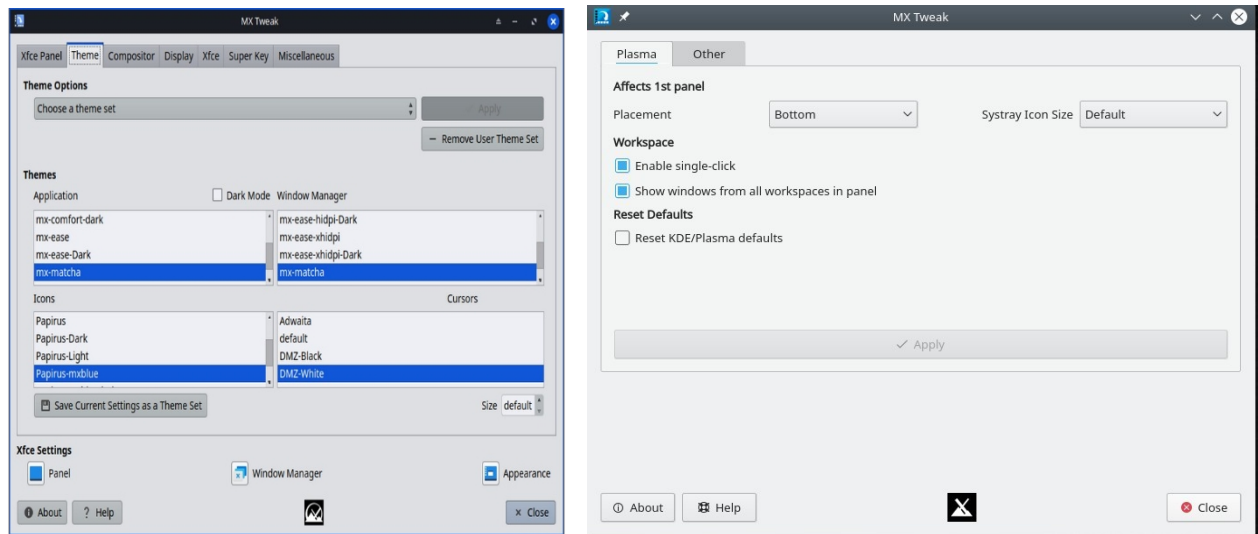 MX Tweak
Xfce Panel Theme Compositor Display Xfce Super Key Miscellaneous
Theme Options
Choose a theme set Apply
Remove User Theme Set
Themes
Application Dark Mode Window Manager
mx-comfort-dark mx-ease-hidpi-Dark
mx-ease mx-ease-xhidpi
mx-ease-Dark mx-ease-xhidpi-Dark
mx-matcha mx-matcha
Icons Cursors
Papirus Adwaita
Papirus-Dark default
Papirus-Light DMZ-Black
Papirus-mxblue DMZ-White
Save Current Settings as a Theme Set Size default
Xfce Settings
Panel Window Manager Appearance
About ? Help × Close
MX Tweak
Plasma Other
Affects 1st panel
Placement Bottom Systray Icon Size Default
Workspace
Enable single-click
Show windows from all workspaces in panel
Reset Defaults
Reset KDE/Plasma defaults
Apply
About Help Close